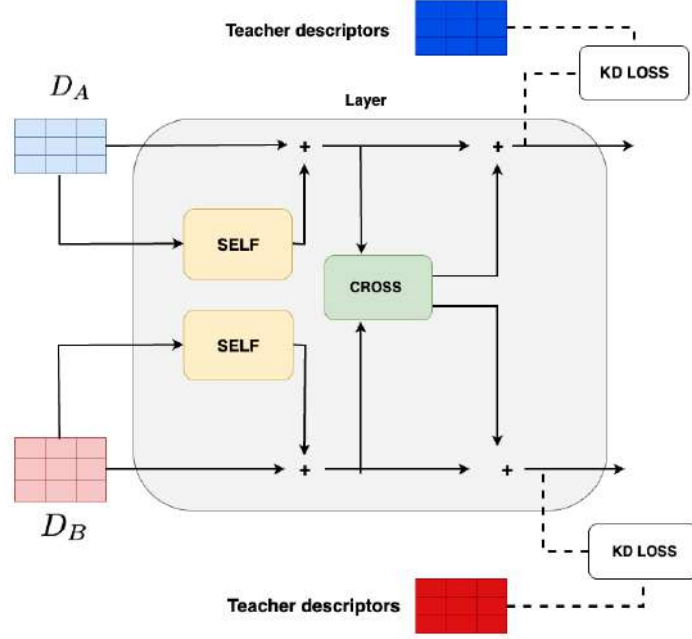 Teacher descriptors
KD LOSS
D_A
Layer
+
+
SELF
CROSS
SELF
+
+
D_B
KD LOSS
Teacher descriptors